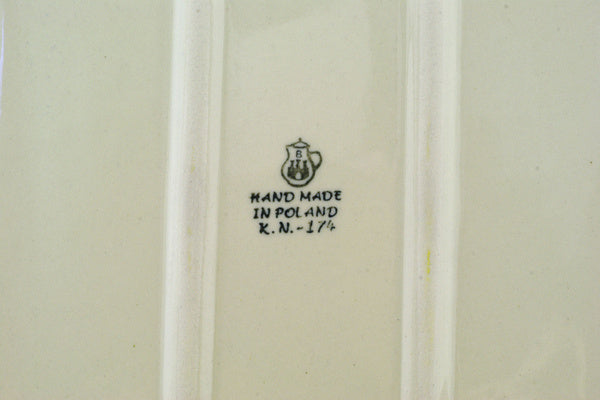 B
HAND MADE
IN POLAND
K.N.-174